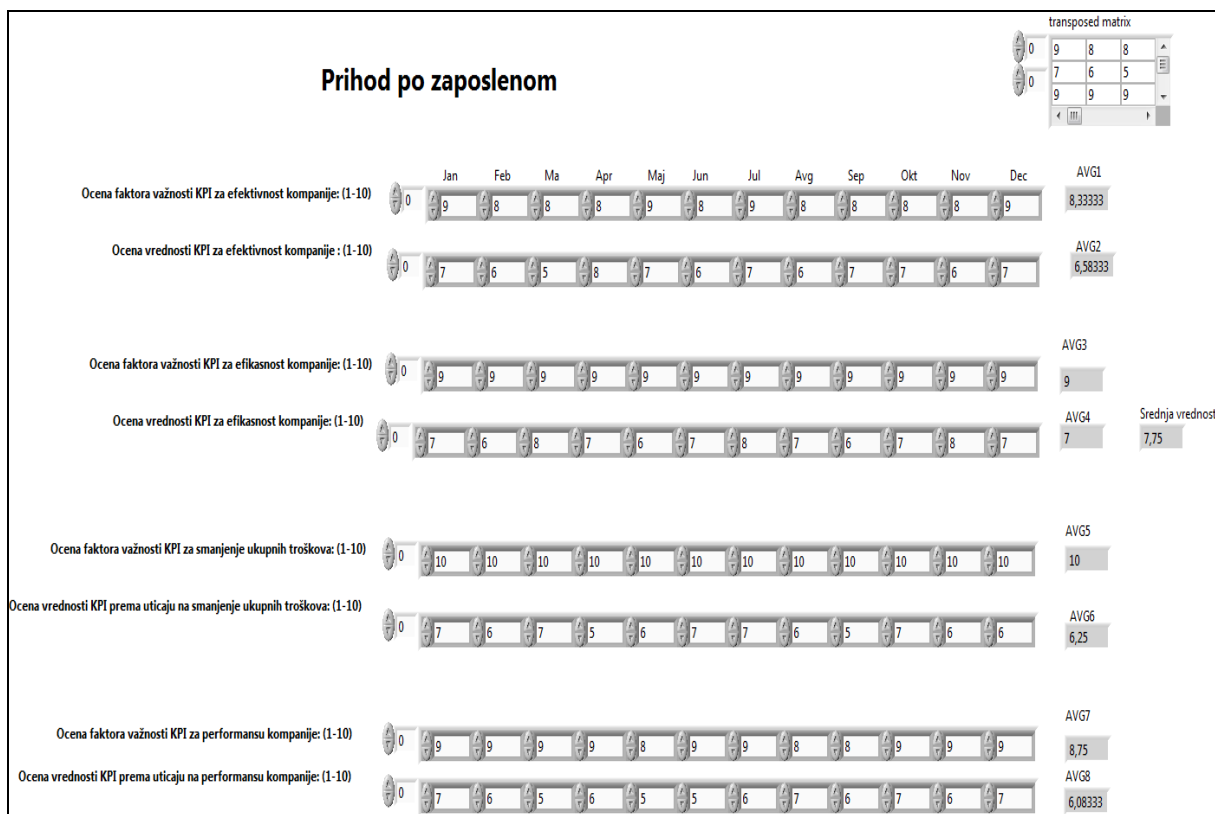 transposed matrix
0 9 8 8
0 7 6 5
9 9 9
Prihod po zaposlenom
Jan Feb Ma Apr Maj Jun Jul Avg Sep Okt Nov Dec AVG1
Ocena faktora važnosti KPI za efektivnost kompanije: (1-10) 0 9 8 8 8 9 8 9 8 8 8 8 9 8,33333
Ocena vrednosti KPI za efektivnost kompanije : (1-10) AVG2
0 7 6 5 8 7 6 7 6 7 7 6 7 6,58333
AVG3
Ocena faktora važnosti KPI za efikasnost kompanije: (1-10) 0 9 9 9 9 9 9 9 9 9 9 9 9 9
Ocena vrednosti KPI za efikasnost kompanije: (1-10) AVG4 Srednja vrednost
0 7 6 8 7 6 7 8 7 6 7 8 7 7 7,75
AVG5
Ocena faktora važnosti KPI za smanjenje ukupnih troškova: (1-10) 0 10 10 10 10 10 10 10 10 10 10 10 10 10
Ocena vrednosti KPI prema uticaju na smanjenje ukupnih troškova: (1-10) AVG6
0 7 6 7 5 6 7 7 6 5 7 6 6 6,25
AVG7
Ocena faktora važnosti KPI za performansu kompanije: (1-10) 0 9 9 9 9 8 9 9 8 8 9 9 9 8,75
Ocena vrednosti KPI prema uticaju na performansu kompanije: (1-10) AVG8
0 7 6 5 6 5 5 6 7 6 7 6 7 6,08333